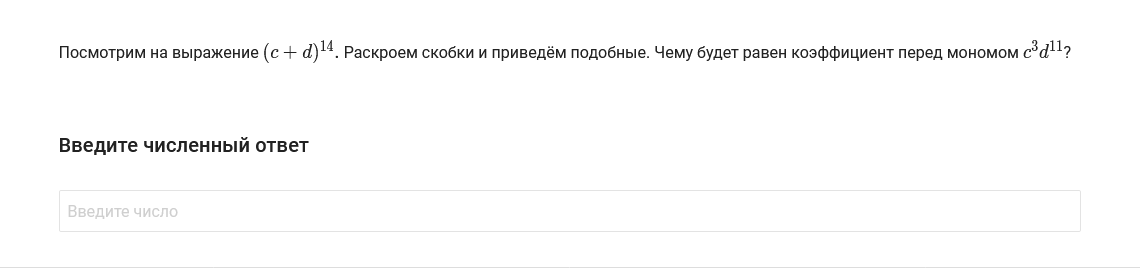 Посмотрим на выражение (c + d)^14. Раскроем скобки и приведём подобные. Чему будет равен коэффициент перед мономом c^3d^11?
Введите численный ответ
Введите число